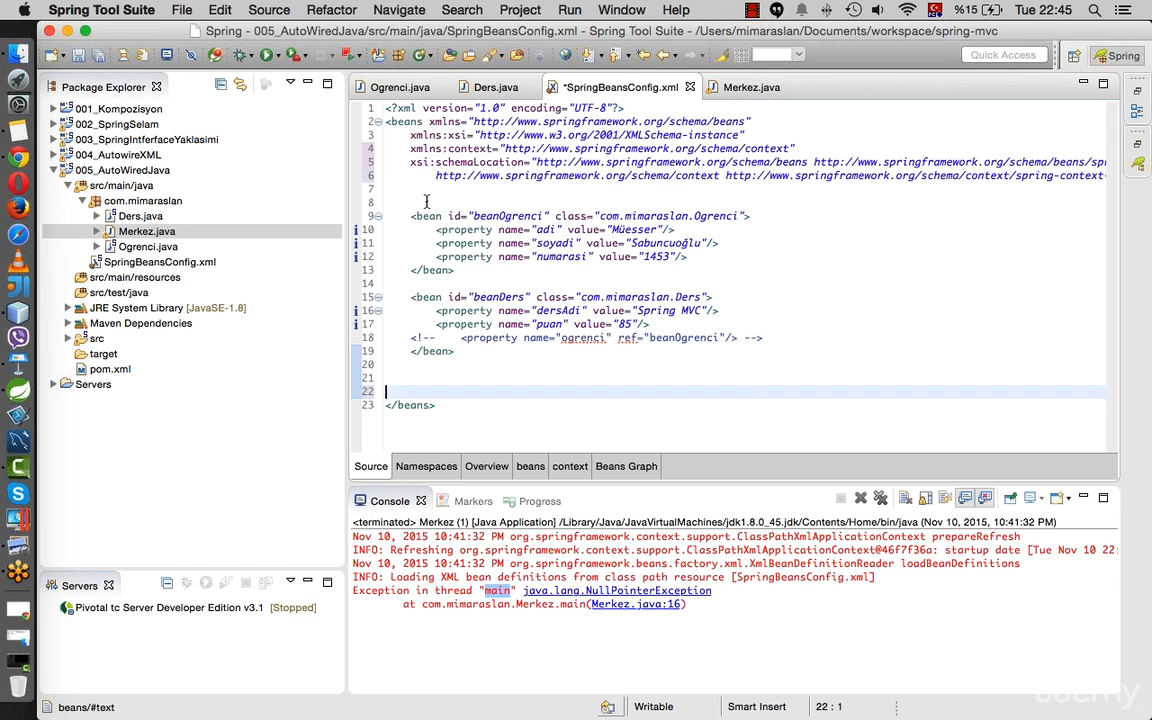 Spring Tool Suite File Edit Source Refactor Navigate Search Project Run Window Help %15 Tue 22:45
Spring - 005_AutoWiredJava/src/main/java/SpringBeansConfig.xml - Spring Tool Suite - /Users/mimaraslan/Documents/workspace/spring-mvc
Quick Access Spring
Package Explorer
001_Kompozisyon
002_SpringSelam
003_SpringIntferfaceYaklasimi
004_AutowireXML
005_AutoWiredJava
src/main/java
com.mimaraslan
Ders.java
Merkez.java
Ogrenci.java
SpringBeansConfig.xml
src/main/resources
src/test/java
JRE System Library [JavaSE-1.8]
Maven Dependencies
src
target
pom.xml
Servers
Servers
Pivotal tc Server Developer Edition v3.1 [Stopped]
Ogrenci.java Ders.java *SpringBeansConfig.xml Merkez.java
1 <?xml version="1.0" encoding="UTF-8"?>
2 <beans xmlns="http://www.springframework.org/schema/beans"
3 xmlns:xsi="http://www.w3.org/2001/XMLSchema-instance"
4 xmlns:context="http://www.springframework.org/schema/context"
5 xsi:schemaLocation="http://www.springframework.org/schema/beans http://www.springframework.org/schema/beans/spr
6 http://www.springframework.org/schema/context http://www.springframework.org/schema/context/spring-context-
7
8
9 <bean id="beanOgrenci" class="com.mimaraslan.Ogrenci">
10 <property name="adi" value="Müesser"/>
11 <property name="soyadi" value="Sabuncuoğlu"/>
12 <property name="numarasi" value="1453"/>
13 </bean>
14
15 <bean id="beanDers" class="com.mimaraslan.Ders">
16 <property name="dersAdi" value="Spring MVC"/>
17 <property name="puan" value="85"/>
18 <!-- <property name="ogrenci" ref="beanOgrenci"/> -->
19 </bean>
20
21
22
23 </beans>
Source Namespaces Overview beans context Beans Graph
Console Markers Progress
<terminated> Merkez (1) [Java Application] /Library/Java/JavaVirtualMachines/jdk1.8.0_45.jdk/Contents/Home/bin/java (Nov 10, 2015, 10:41:32 PM)
Nov 10, 2015 10:41:32 PM org.springframework.context.support.ClassPathXmlApplicationContext prepareRefresh
INFO: Refreshing org.springframework.context.support.ClassPathXmlApplicationContext@46f7f36a: startup date [Tue Nov 10 22:
Nov 10, 2015 10:41:32 PM org.springframework.beans.factory.xml.XmlBeanDefinitionReader loadBeanDefinitions
INFO: Loading XML bean definitions from class path resource [SpringBeansConfig.xml]
Exception in thread "main" java.lang.NullPointerException
at com.mimaraslan.Merkez.main(Merkez.java:16)
beans/#text Writable Smart Insert 22 : 1
udemy